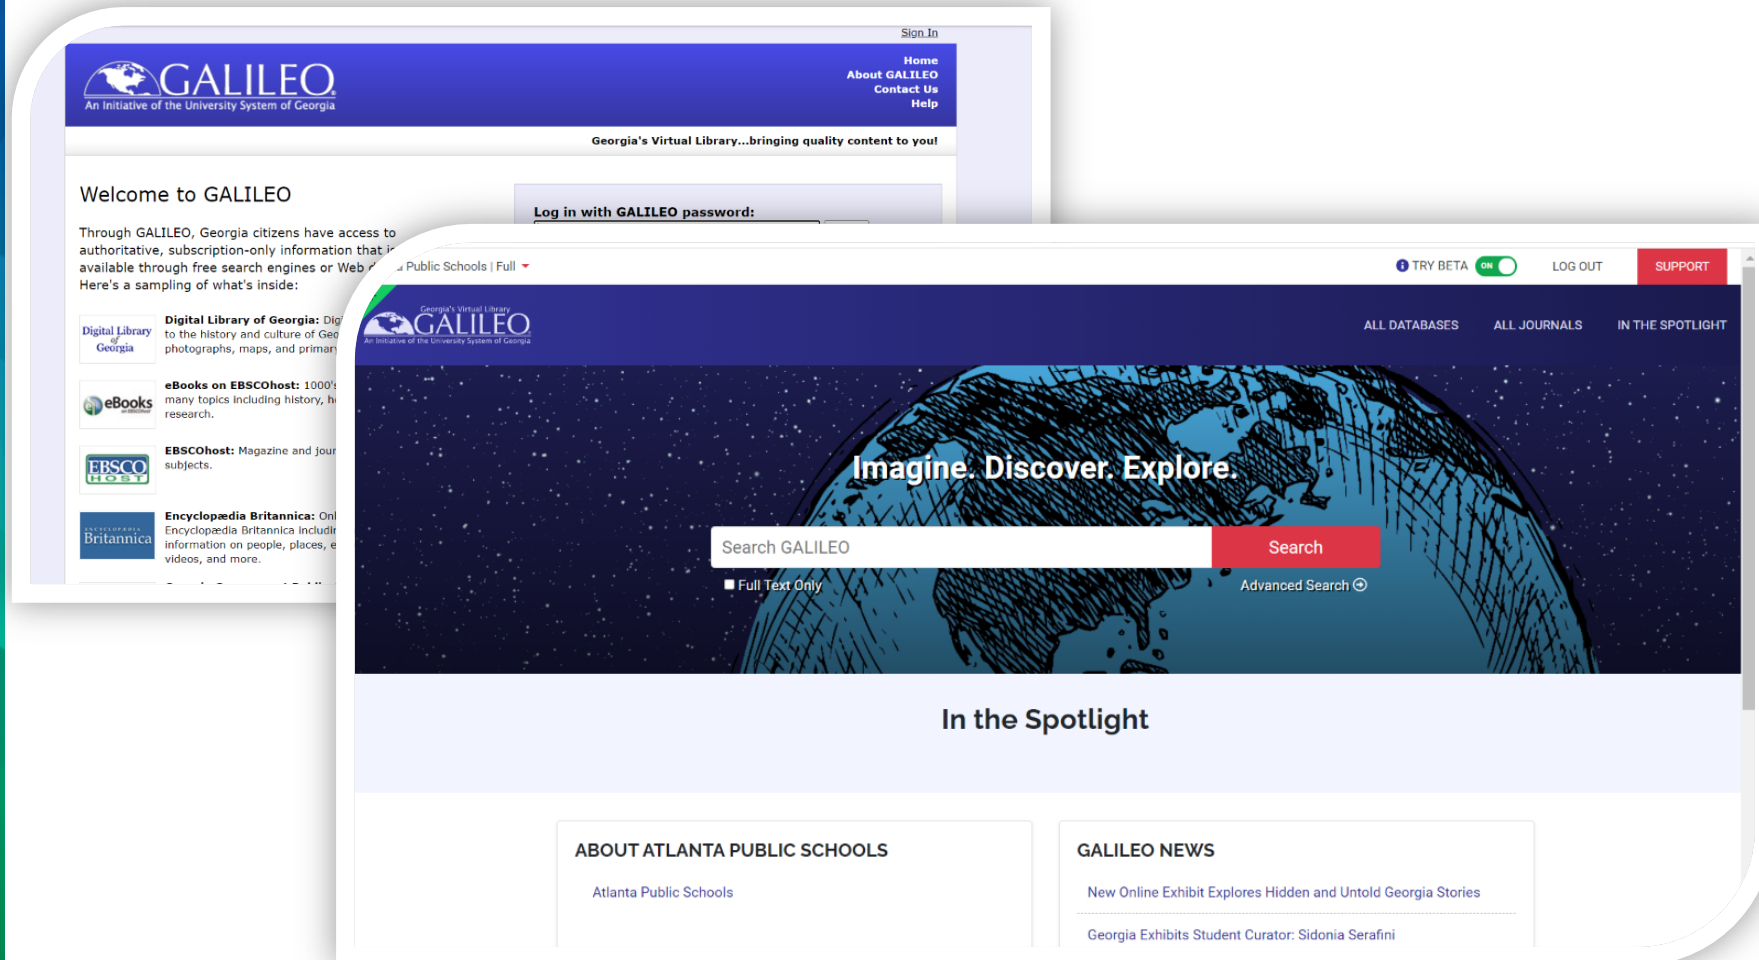 Sign In
GALILEO
An Initiative of the University System of Georgia
Home
About GALILEO
Contact Us
Help
Georgia's Virtual Library...bringing quality content to you!
Welcome to GALILEO
Through GALILEO, Georgia citizens have access to
authoritative, subscription-only information that
available through free search engines or Web
Here's a sampling of what's inside:
Log in with GALILEO password:
Digital Library
of
Georgia
Digital Library of Georgia:
to the history and culture of
photographs, maps, and
eBooks
on EBSCOhost
eBooks on EBSCOhost: 1000's
many topics including history,
research.
EBSCO
HOST
EBSCOhost: Magazine and
subjects.
ENCYCLOPÆDIA
Britannica
Encyclopædia Britannica:
Encyclopædia Britannica
information on people, places,
videos, and more.
Public Schools | Full
TRY BETA
ON
LOG OUT
SUPPORT
Georgia's Virtual Library
GALILEO
An Initiative of the University System of Georgia
ALL DATABASES
ALL JOURNALS
IN THE SPOTLIGHT
Imagine. Discover. Explore.
Search GALILEO
Search
Full Text Only
Advanced Search
In the Spotlight
ABOUT ATLANTA PUBLIC SCHOOLS
Atlanta Public Schools
GALILEO NEWS
New Online Exhibit Explores Hidden and Untold Georgia Stories
Georgia Exhibits Student Curator: Sidonia Serafini